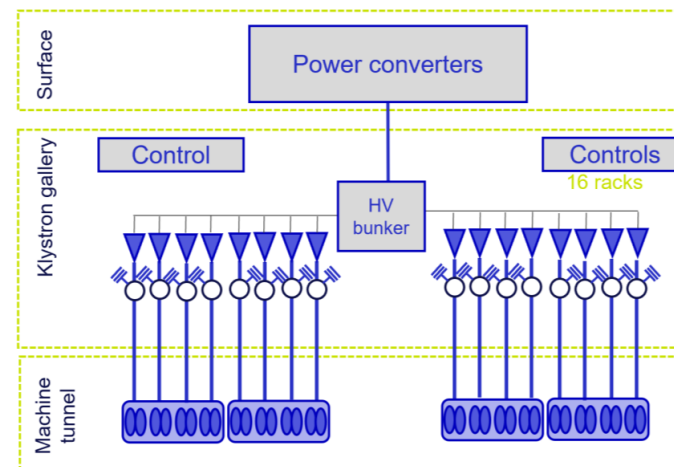 Surface
Power converters
Klystron gallery
Control
Controls
16 racks
HV
bunker
Machine
tunnel